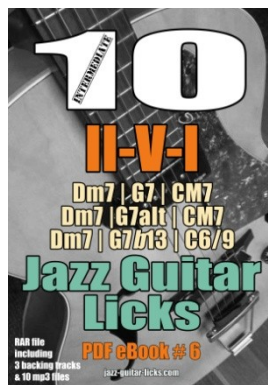 10
INTERMEDIATE
II-V-I
Dm7 | G7 | CM7
Dm7 |G7alt | CM7
Dm7 | G7b13 | C6/9
Jazz Guitar
Licks
RAR file
including
3 backing tracks
& 10 mp3 files
PDF eBook # 6
jazz-guitar-licks.com